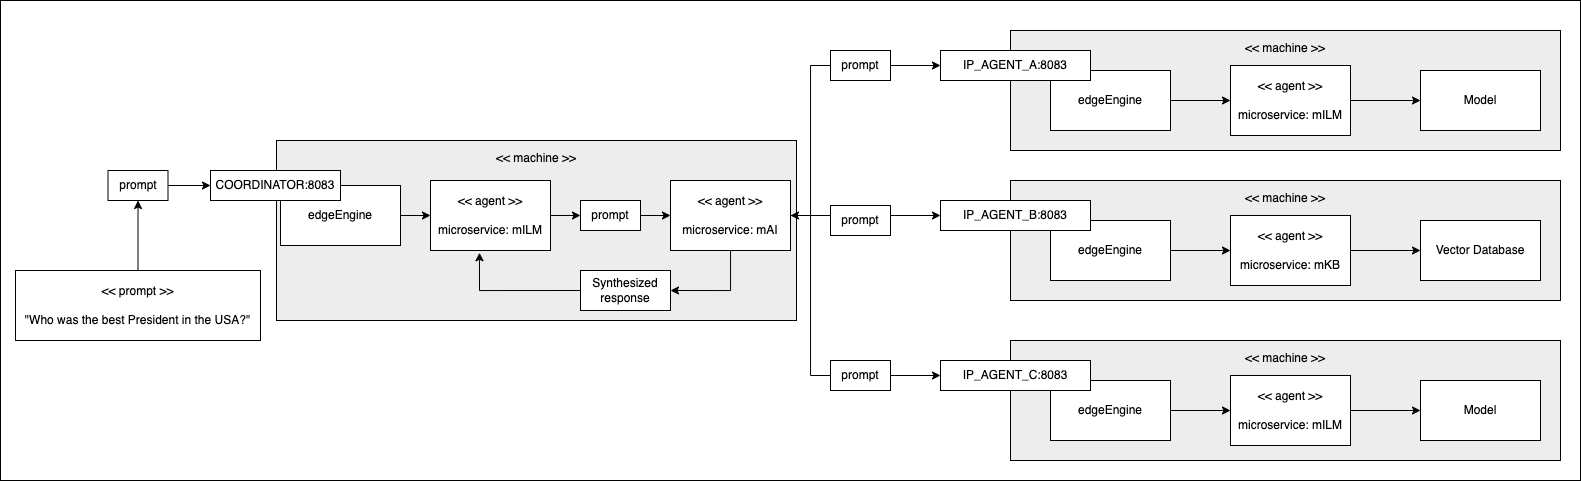 << prompt >>
"Who was the best President in the USA?"
prompt
COORDINATOR:8083
<< machine >>
edgeEngine
<< agent >>
microservice: mILM
prompt
<< agent >>
microservice: mAI
Synthesized
response
prompt
IP_AGENT_A:8083
<< machine >>
edgeEngine
<< agent >>
microservice: mILM
Model
prompt
IP_AGENT_B:8083
<< machine >>
edgeEngine
<< agent >>
microservice: mKB
Vector Database
prompt
IP_AGENT_C:8083
<< machine >>
edgeEngine
<< agent >>
microservice: mILM
Model